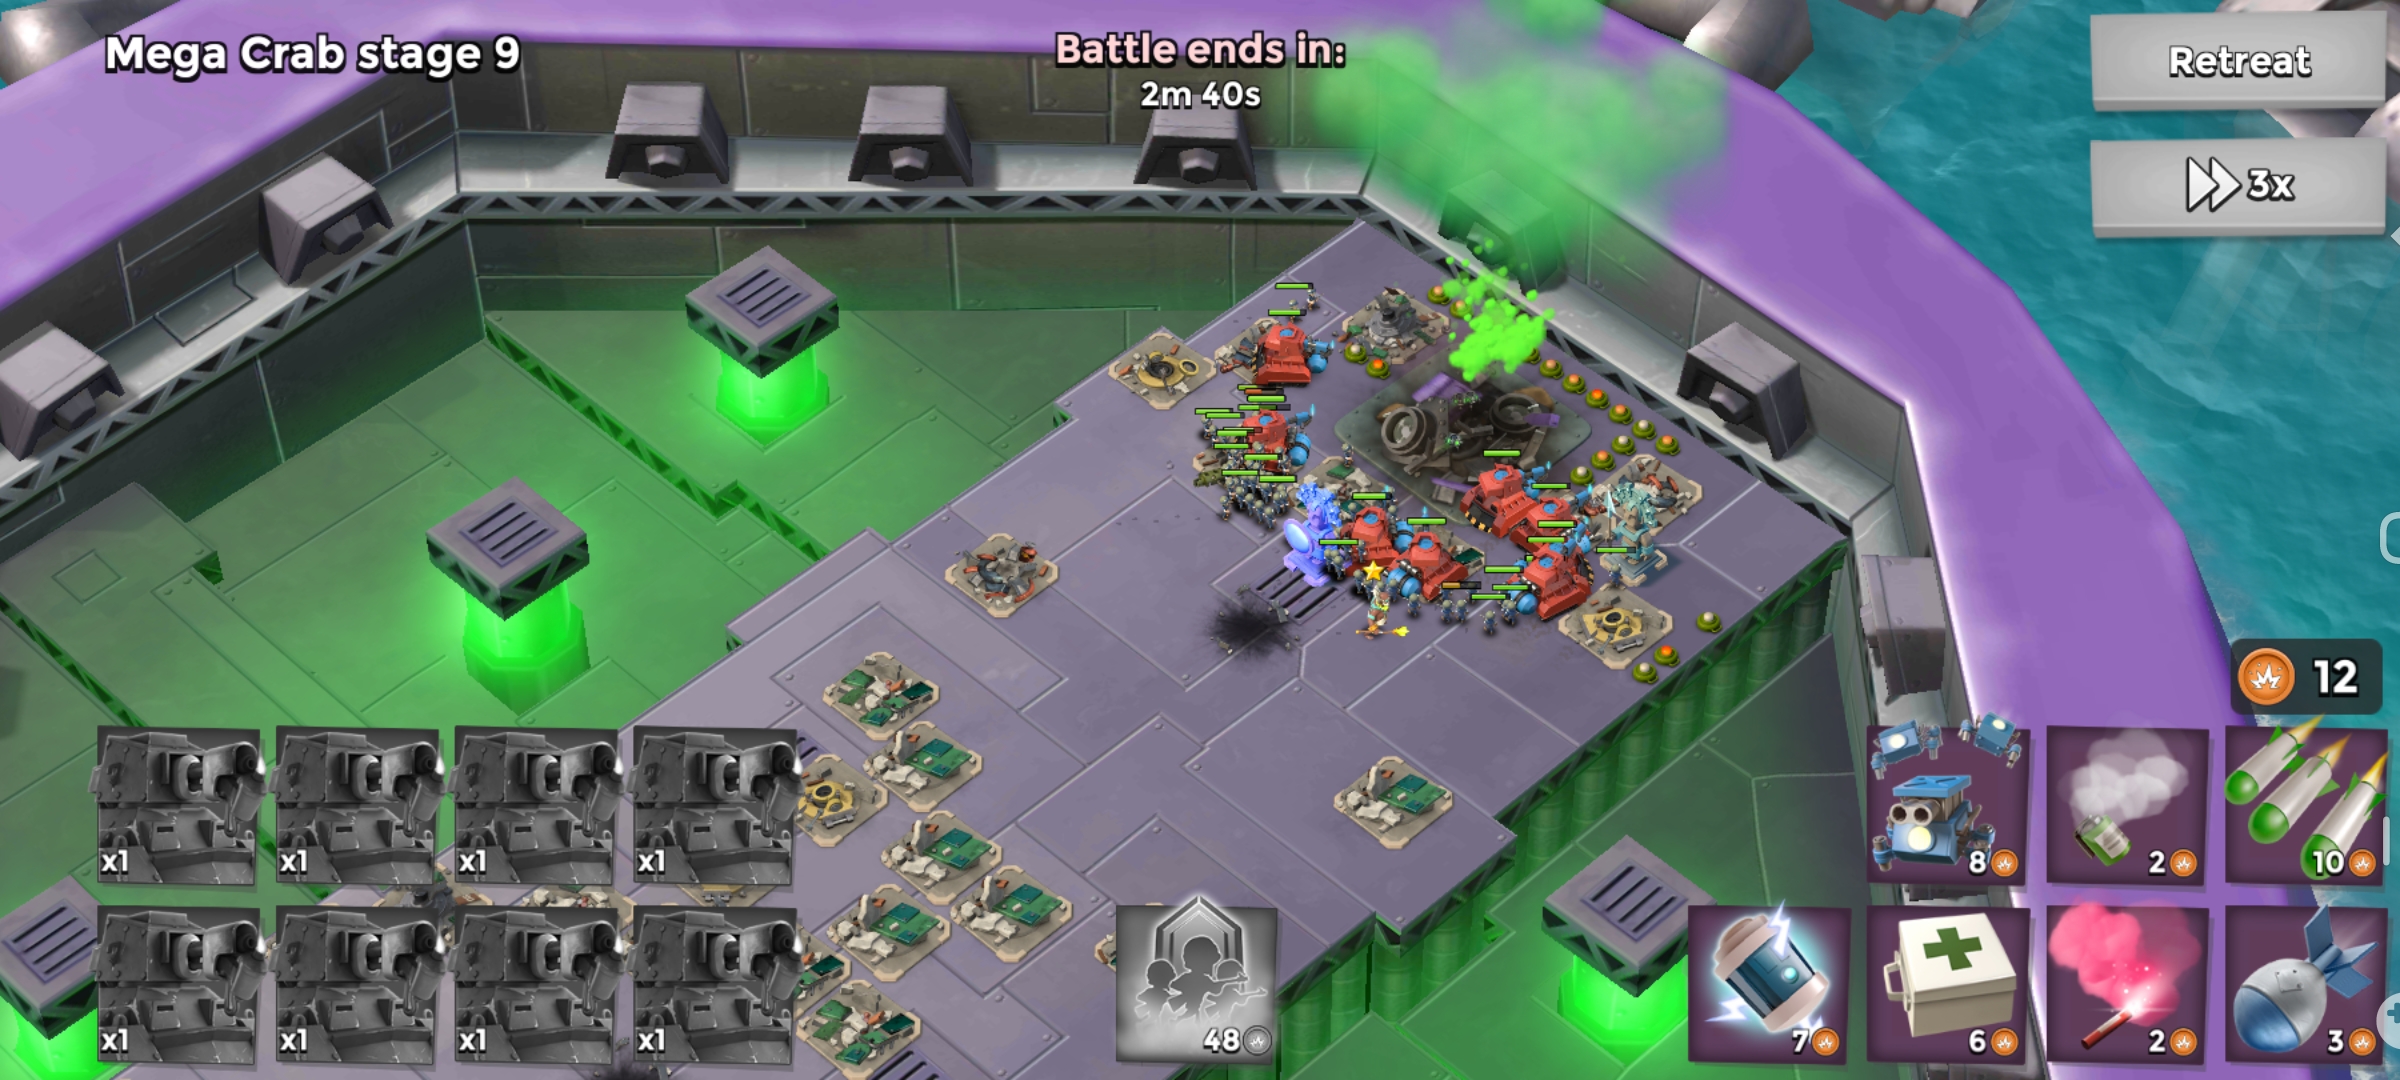 Mega Crab stage 9
Battle ends in:
2m 40s
Retreat
3x
12
8
2
10
x1
x1
x1
x1
x1
x1
x1
x1
48
7
6
2
3